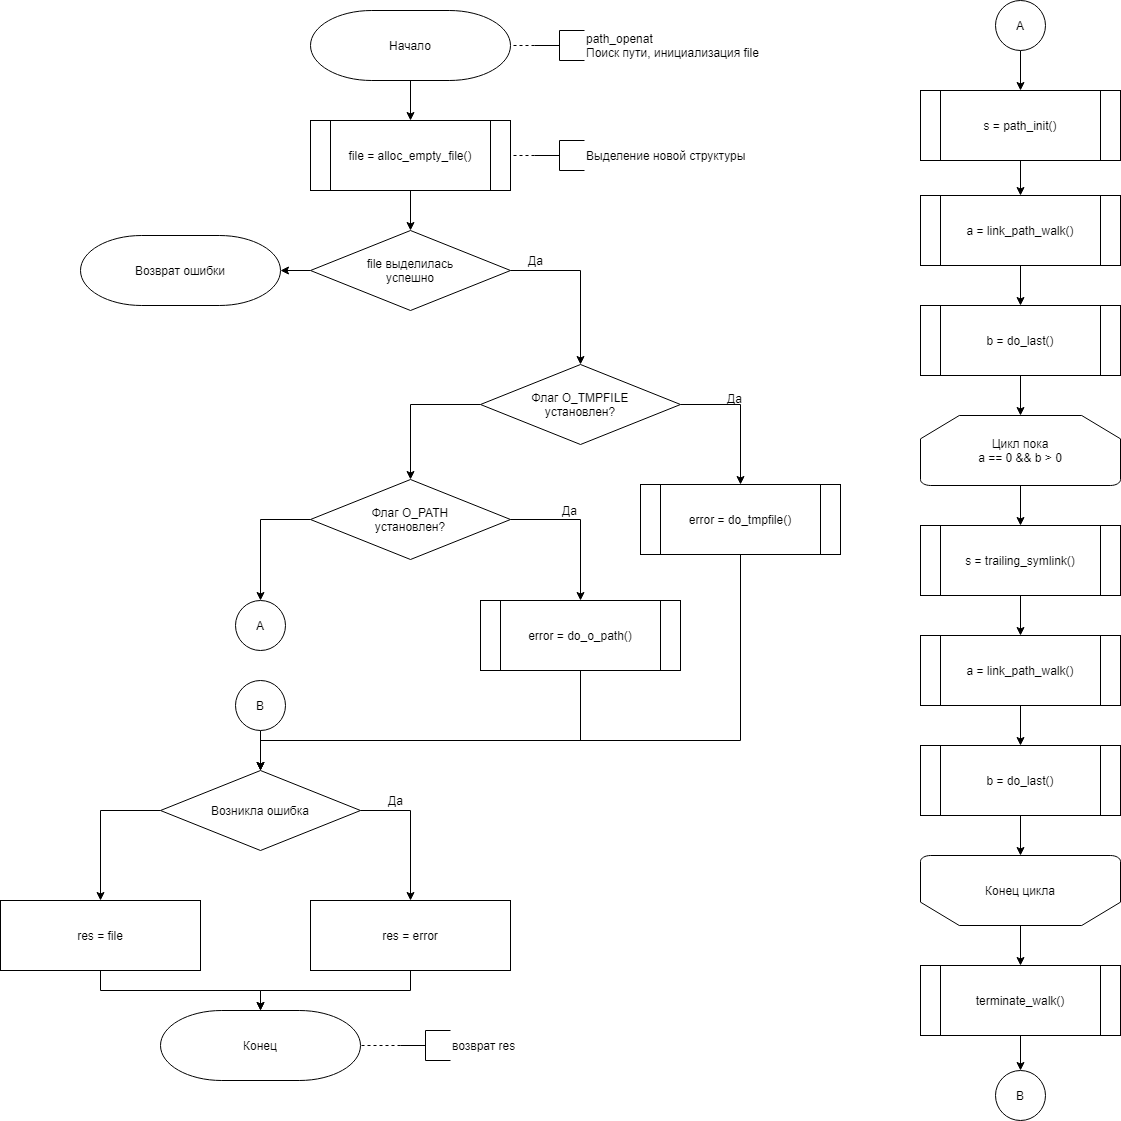 Начало
path_openat
Поиск пути, инициализация file
file = alloc_empty_file()
Выделение новой структуры
file выделилась
успешно
Да
Возврат ошибки
Флаг O_TMPFILE
установлен?
Да
Флаг O_PATH
установлен?
Да
error = do_tmpfile()
A
error = do_o_path()
B
Возникла ошибка
Да
res = file
res = error
Конец
возврат res
A
s = path_init()
a = link_path_walk()
b = do_last()
Цикл пока
a == 0 && b > 0
s = trailing_symlink()
a = link_path_walk()
b = do_last()
Конец цикла
terminate_walk()
B